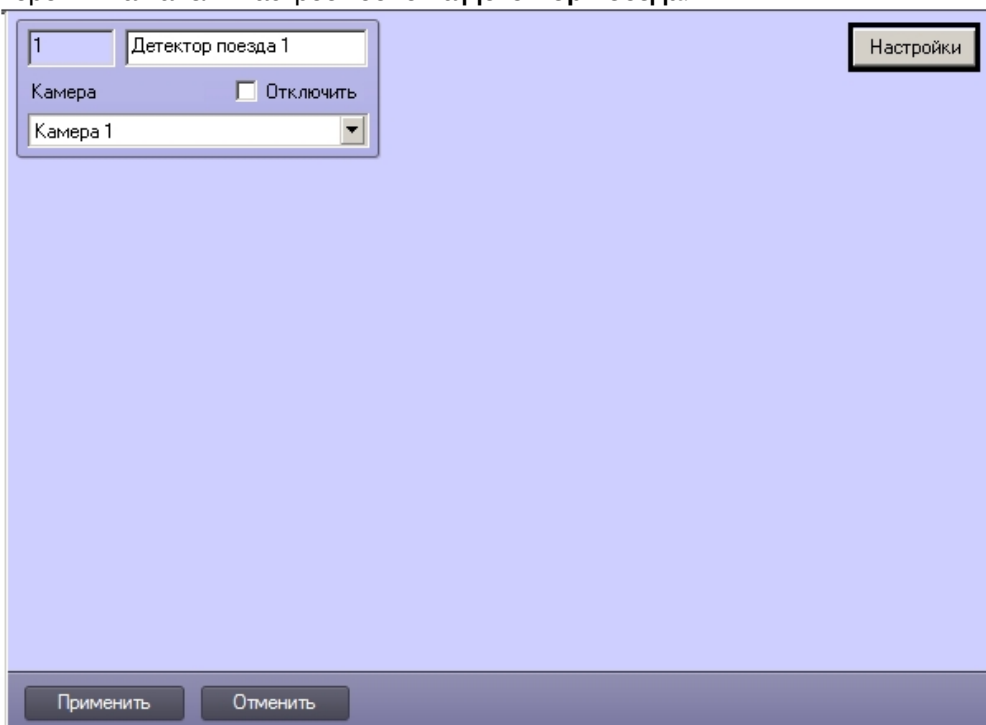 1 Детектор поезда 1 Настройки
Камера Отключить
Камера 1
Применить Отменить